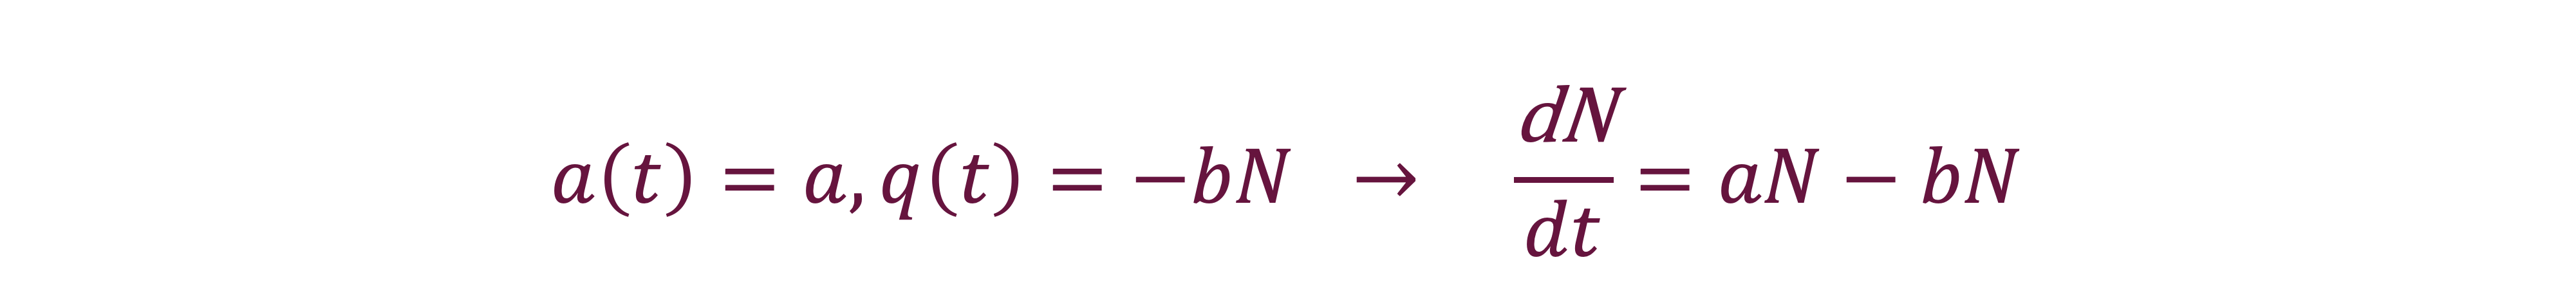 a(t) = a, q(t) = −bN → dN/dt = aN − bN